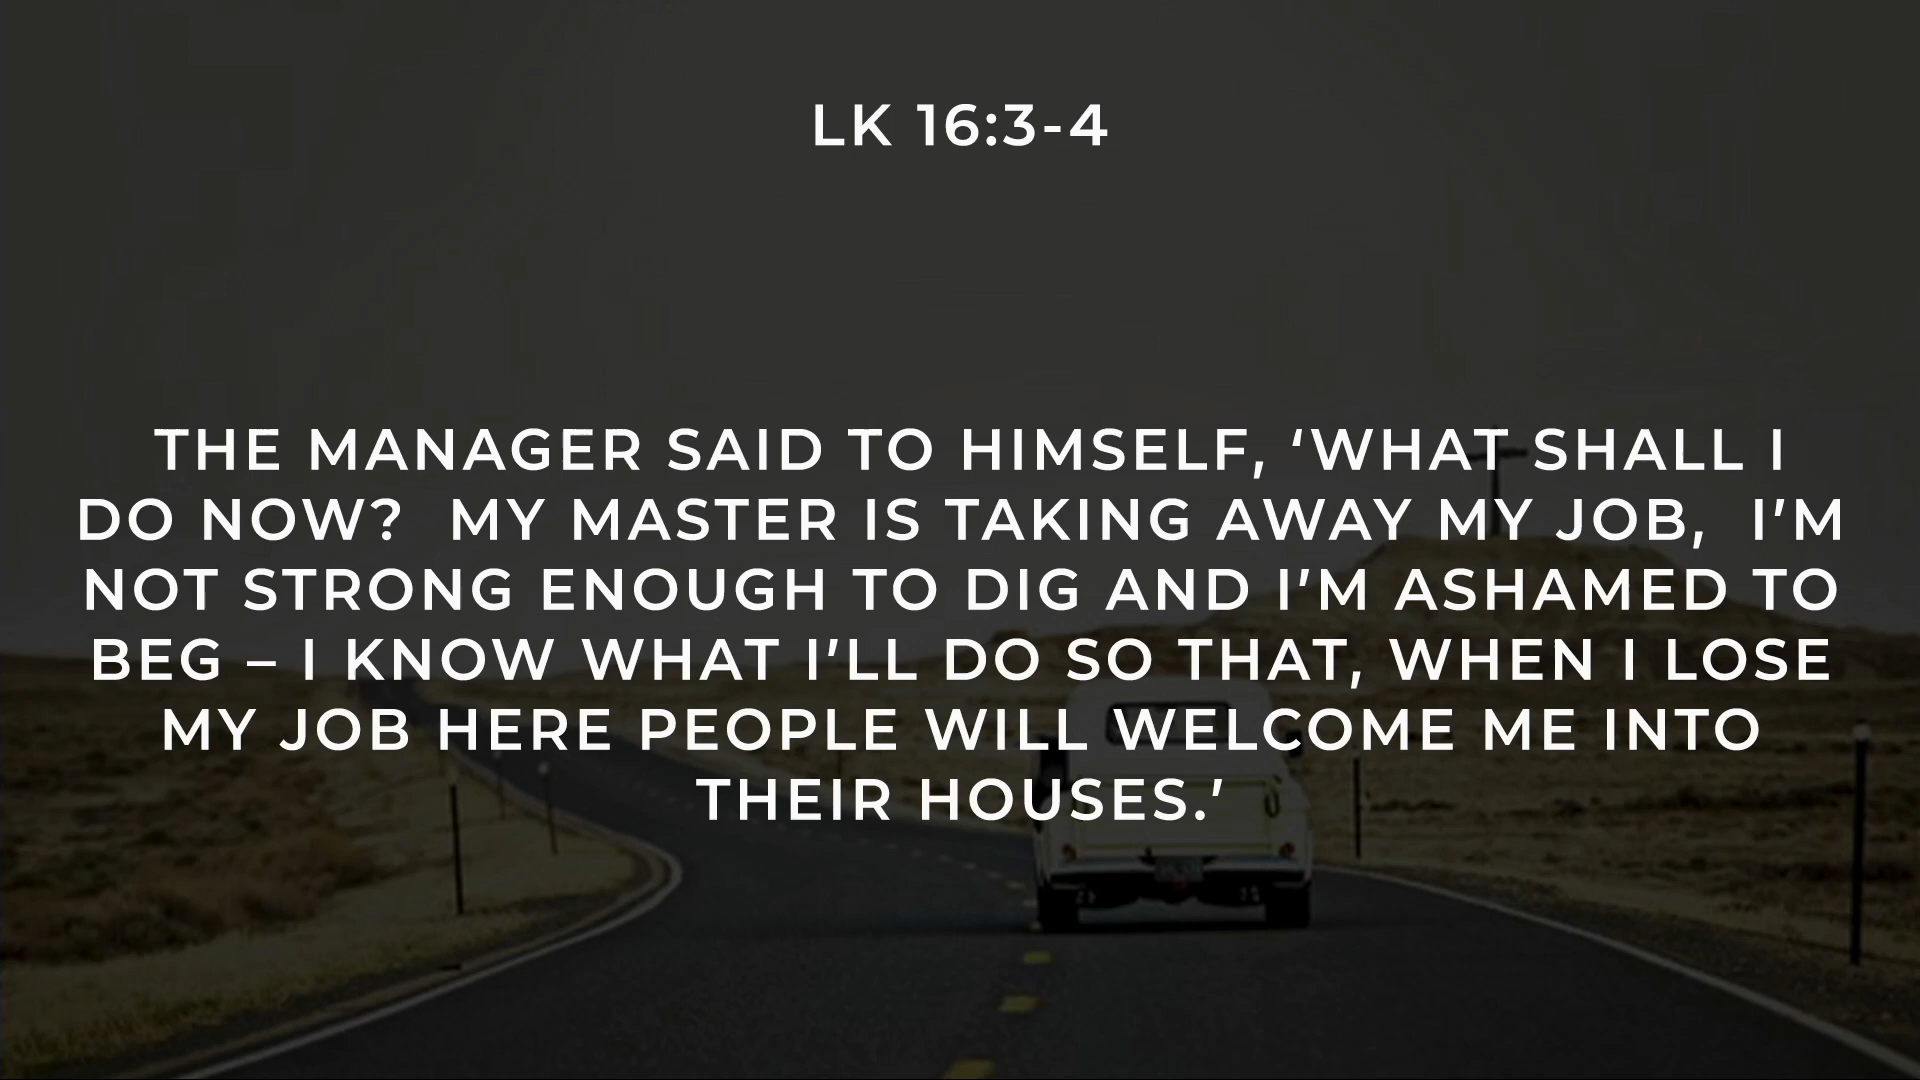 LK 16:3-4
THE MANAGER SAID TO HIMSELF, ‘WHAT SHALL I
DO NOW?  MY MASTER IS TAKING AWAY MY JOB,  I’M
NOT STRONG ENOUGH TO DIG AND I’M ASHAMED TO
BEG – I KNOW WHAT I’LL DO SO THAT, WHEN I LOSE
MY JOB HERE PEOPLE WILL WELCOME ME INTO
THEIR HOUSES.’